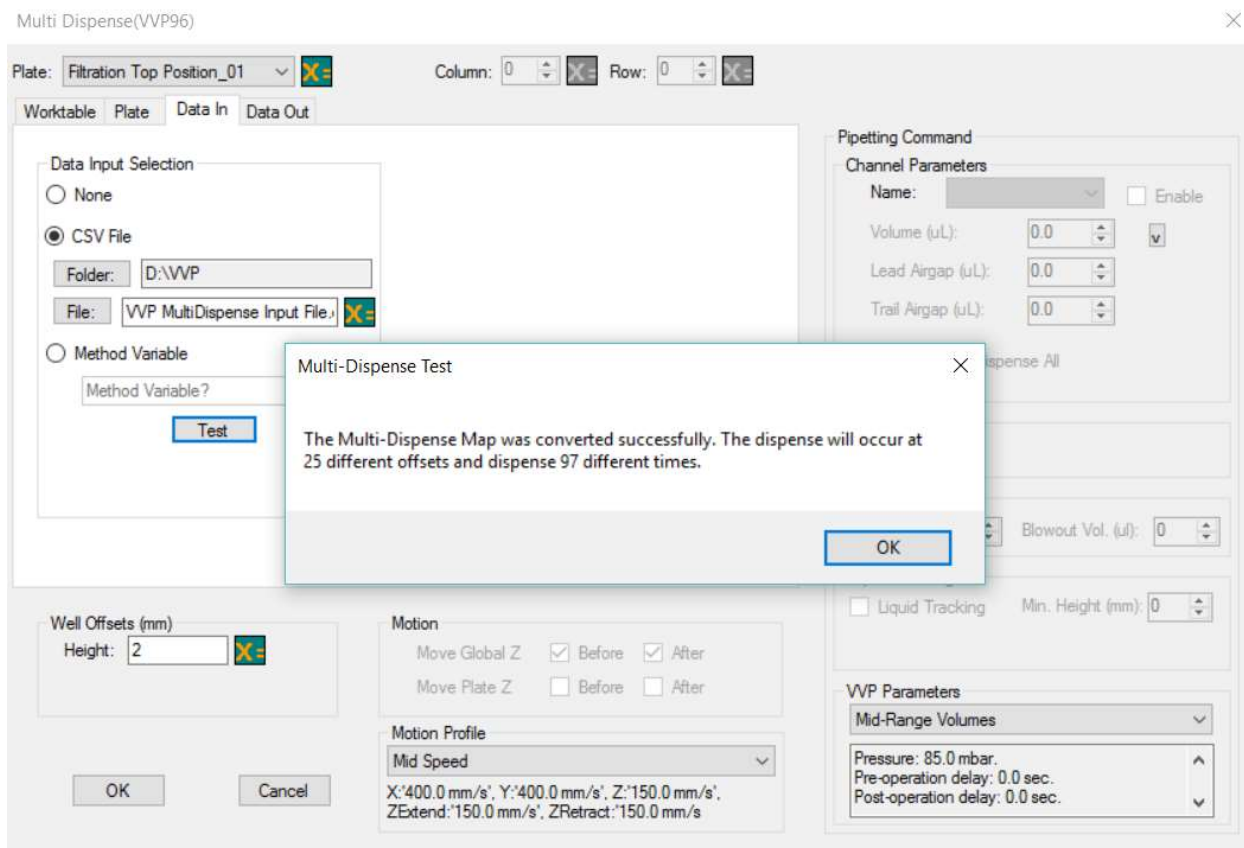 Multi Dispense(VVP96)
Plate: Filtration Top Position_01 X= Column: 0 X= Row: 0 X=
Worktable Plate Data In Data Out
Data Input Selection
None
CSV File
Folder: D:\VVP
File: VVP MultiDispense Input File. X=
Method Variable
Method Variable?
Test
Pipetting Command
Channel Parameters
Name: Enable
Volume (uL): 0.0 v
Lead Airgap (uL): 0.0
Trail Airgap (uL): 0.0
spense All
Multi-Dispense Test
The Multi-Dispense Map was converted successfully. The dispense will occur at
25 different offsets and dispense 97 different times.
OK
Blowout Vol. (ul): 0
Liquid Tracking Min. Height (mm): 0
Well Offsets (mm)
Height: 2 X=
Motion
Move Global Z Before After
Move Plate Z Before After
Motion Profile
Mid Speed
X:'400.0 mm/s', Y:'400.0 mm/s', Z:'150.0 mm/s',
ZExtend:'150.0 mm/s', ZRetract:'150.0 mm/s
VVP Parameters
Mid-Range Volumes
Pressure: 85.0 mbar.
Pre-operation delay: 0.0 sec.
Post-operation delay: 0.0 sec.
OK Cancel